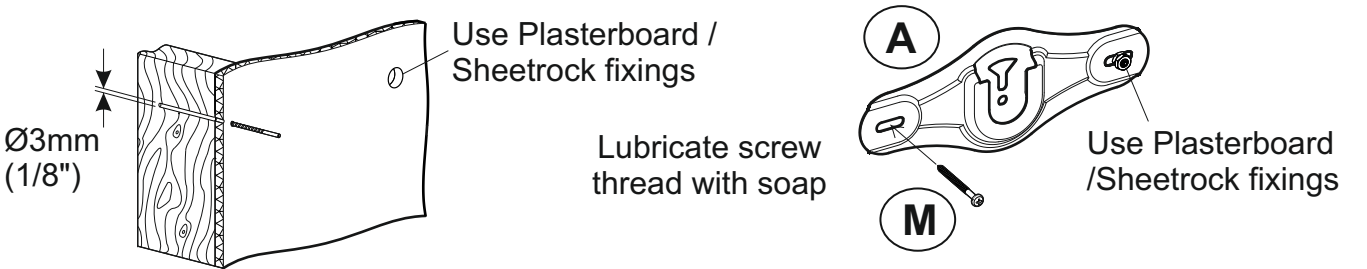 Use Plasterboard /
Sheetrock fixings
Ø3mm
(1/8")
A
Lubricate screw
thread with soap
M
Use Plasterboard
/Sheetrock fixings